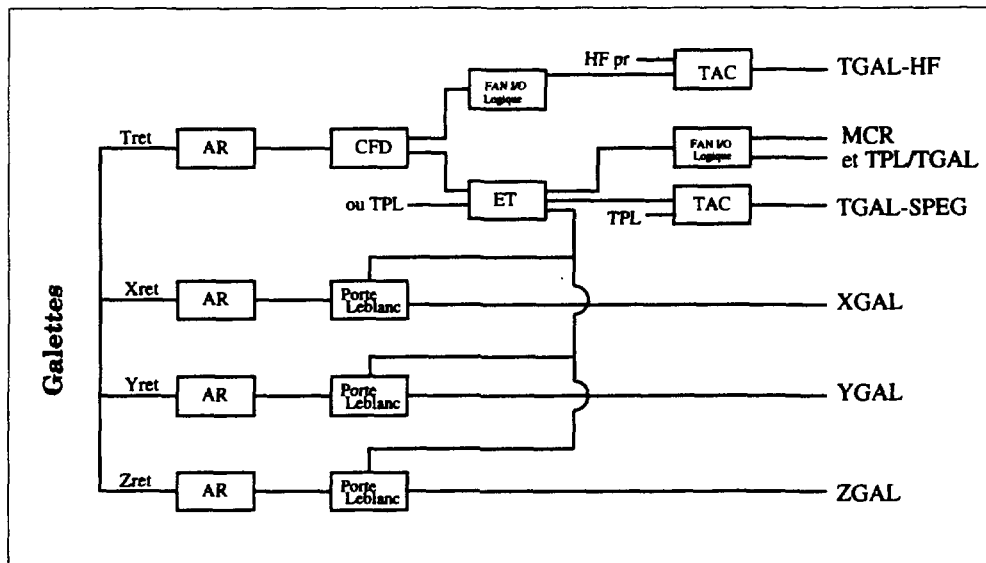 HF pr
TAC
TGAL-HF
FAN I/O
Logique
Tret
AR
CFD
FAN I/O
Logique
MCR
et TPL/TGAL
ou TPL
ET
TPL
TAC
TGAL-SPEG
Galettes
Xret
AR
Porte
Leblanc
XGAL
Yret
AR
Porte
Leblanc
YGAL
Zret
AR
Porte
Leblanc
ZGAL